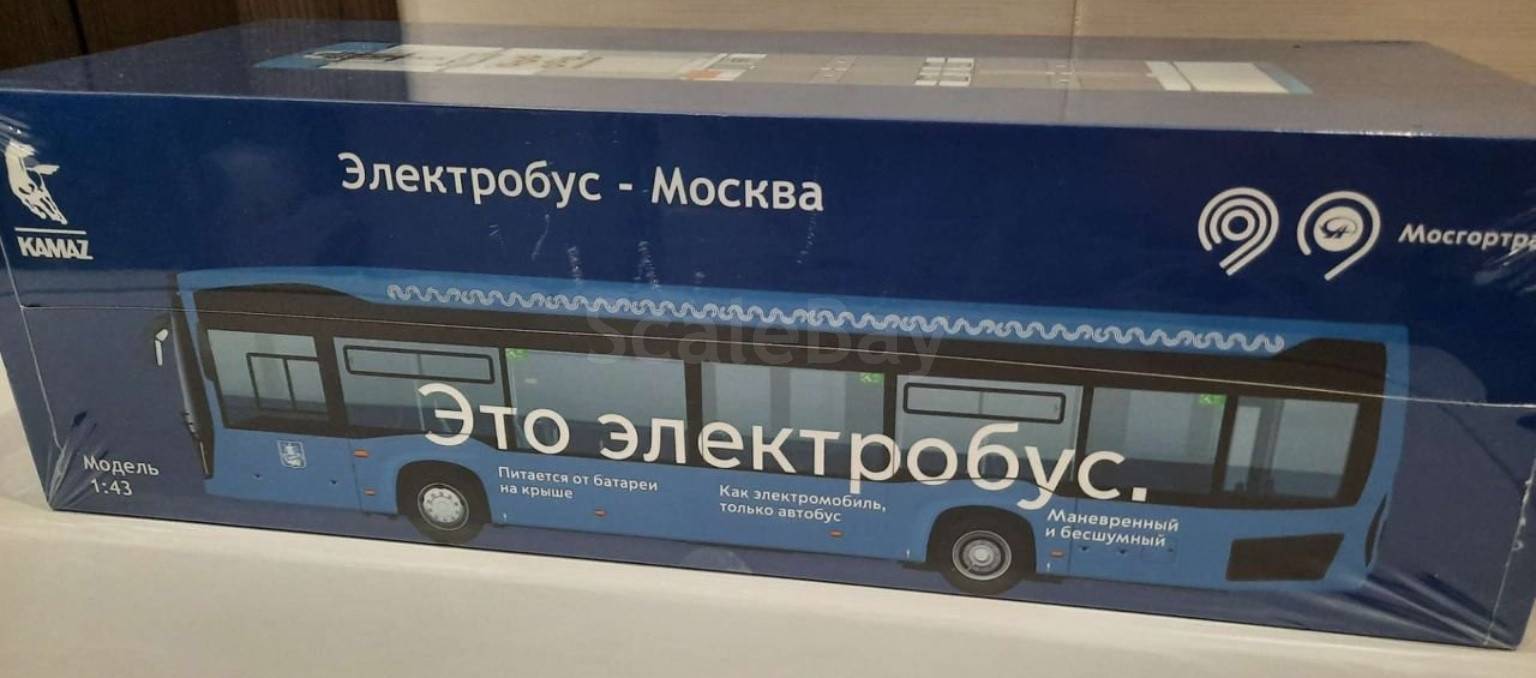 Электробус - Москва
KAMAZ
Мосгортра
ScaleBay
Это электробус.
Модель
1:43
Питается от батареи
на крыше
Как электромобиль,
только автобус
Маневренный
и бесшумный